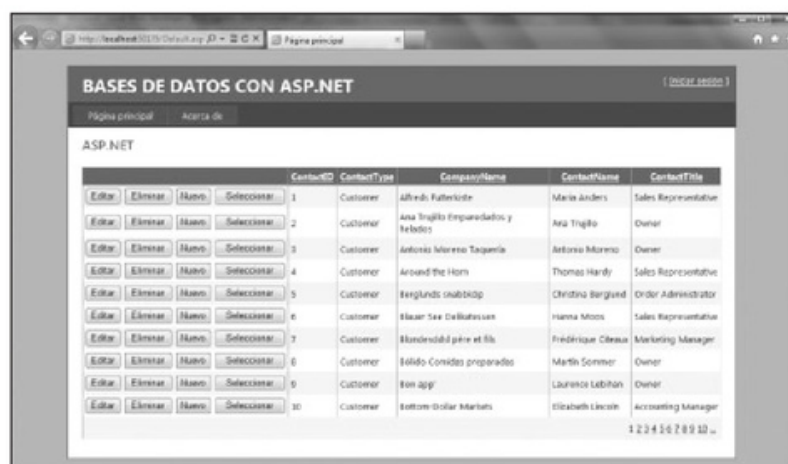 Página principal
BASES DE DATOS CON ASP.NET
[ Iniciar sesión ]
Página principal Acerca de
ASP.NET
ContactID ContactType CompanyName ContactName ContactTitle
Editar Eliminar Nuevo Seleccionar 1 Customer Alfreds Futterkiste Maria Anders Sales Representative
Editar Eliminar Nuevo Seleccionar 2 Customer Ana Trujillo Emparedados y helados Ana Trujillo Owner
Editar Eliminar Nuevo Seleccionar 3 Customer Antonio Moreno Taquería Antonio Moreno Owner
Editar Eliminar Nuevo Seleccionar 4 Customer Around the Horn Thomas Hardy Sales Representative
Editar Eliminar Nuevo Seleccionar 5 Customer Berglunds snabbköp Christina Berglund Order Administrator
Editar Eliminar Nuevo Seleccionar 6 Customer Blauer See Delikatessen Hanna Moos Sales Representative
Editar Eliminar Nuevo Seleccionar 7 Customer Blondesddsl père et fils Frédérique Citeaux Marketing Manager
Editar Eliminar Nuevo Seleccionar 8 Customer Bólido Comidas preparadas Martín Sommer Owner
Editar Eliminar Nuevo Seleccionar 9 Customer Bon app' Laurence Lebihan Owner
Editar Eliminar Nuevo Seleccionar 10 Customer Bottom-Dollar Markets Elizabeth Lincoln Accounting Manager
1 2 3 4 5 6 7 8 9 10 ...